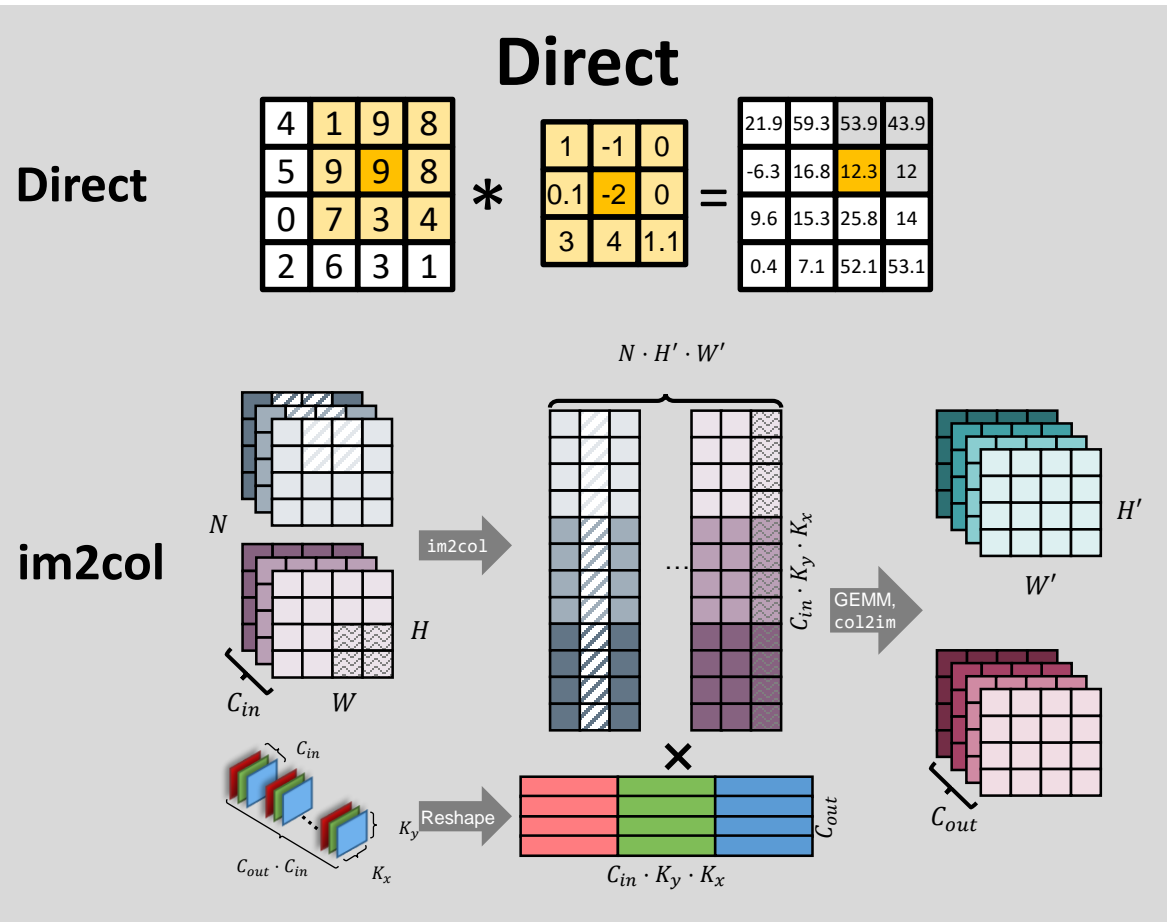 Direct
Direct
4 1 9 8
5 9 9 8
0 7 3 4
2 6 3 1
*
1 -1 0
0.1 -2 0
3 4 1.1
=
21.9 59.3 53.9 43.9
-6.3 16.8 12.3 12
9.6 15.3 25.8 14
0.4 7.1 52.1 53.1
im2col
N
H
W
C_in
im2col
N · H′ · W′
...
C_in · K_y · K_x
GEMM,
col2im
H′
W′
C_out
C_in
K_y
K_x
C_out · C_in
Reshape
×
C_out
C_in · K_y · K_x